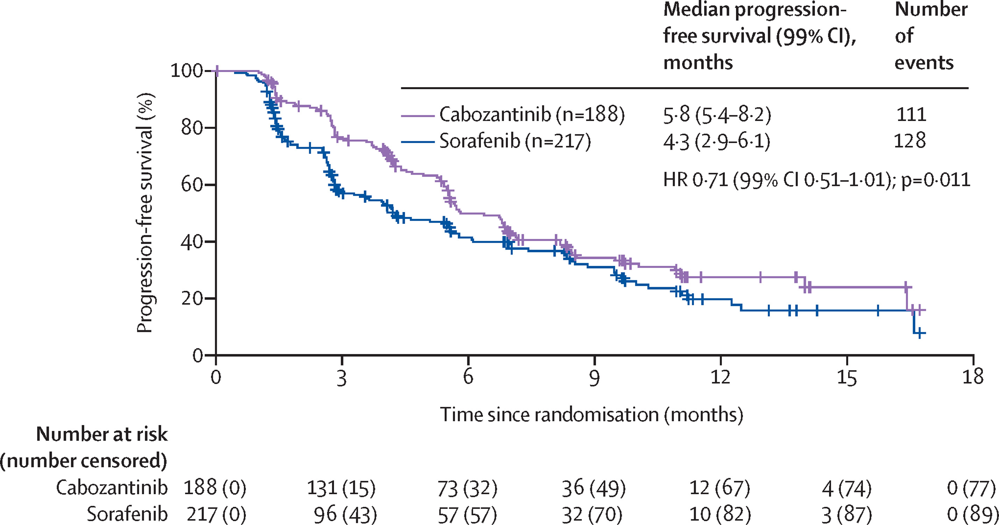 Median progression-
free survival (99% CI),
months
Number
of
events
Cabozantinib (n=188) 5·8 (5·4–8·2) 111
Sorafenib (n=217) 4·3 (2·9–6·1) 128
HR 0·71 (99% CI 0·51–1·01); p=0·011
Progression-free survival (%)
100
80
60
40
20
0
0 3 6 9 12 15 18
Time since randomisation (months)
Number at risk
(number censored)
Cabozantinib 188 (0) 131 (15) 73 (32) 36 (49) 12 (67) 4 (74) 0 (77)
Sorafenib 217 (0) 96 (43) 57 (57) 32 (70) 10 (82) 3 (87) 0 (89)